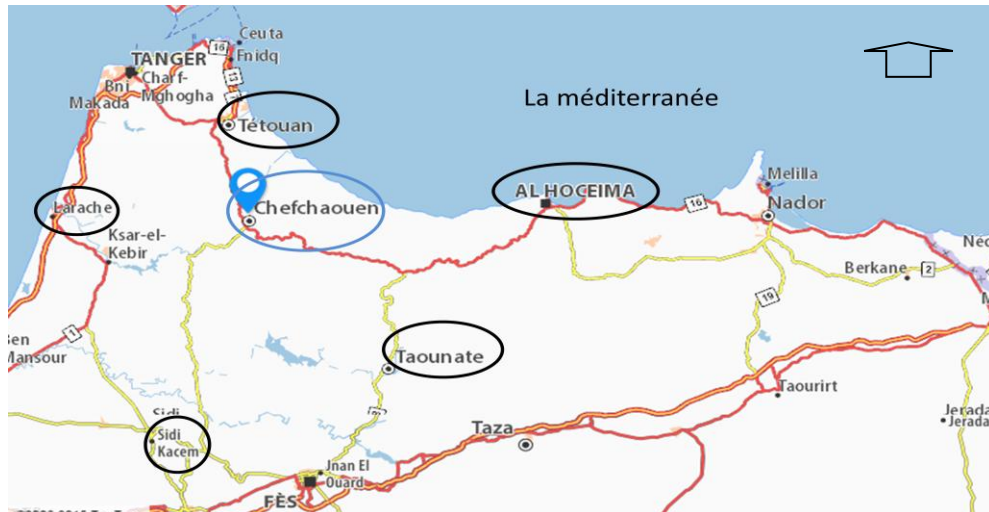 Ceuta
16
Fnidq
TANGER
Bni
Makada
Charf-
Mghogha
13
La méditerranée
Tétouan
Melilla
AL HOCEIMA
Chefchaouen
16
Nador
Larache
Ksar-el-
Kebir
Berkane
2
19
1
Mansour
Taounate
Taourirt
Sidi
Sidi
Kacem
Taza
Jerada
Jerada
Jnan El
Ouard
FÈS